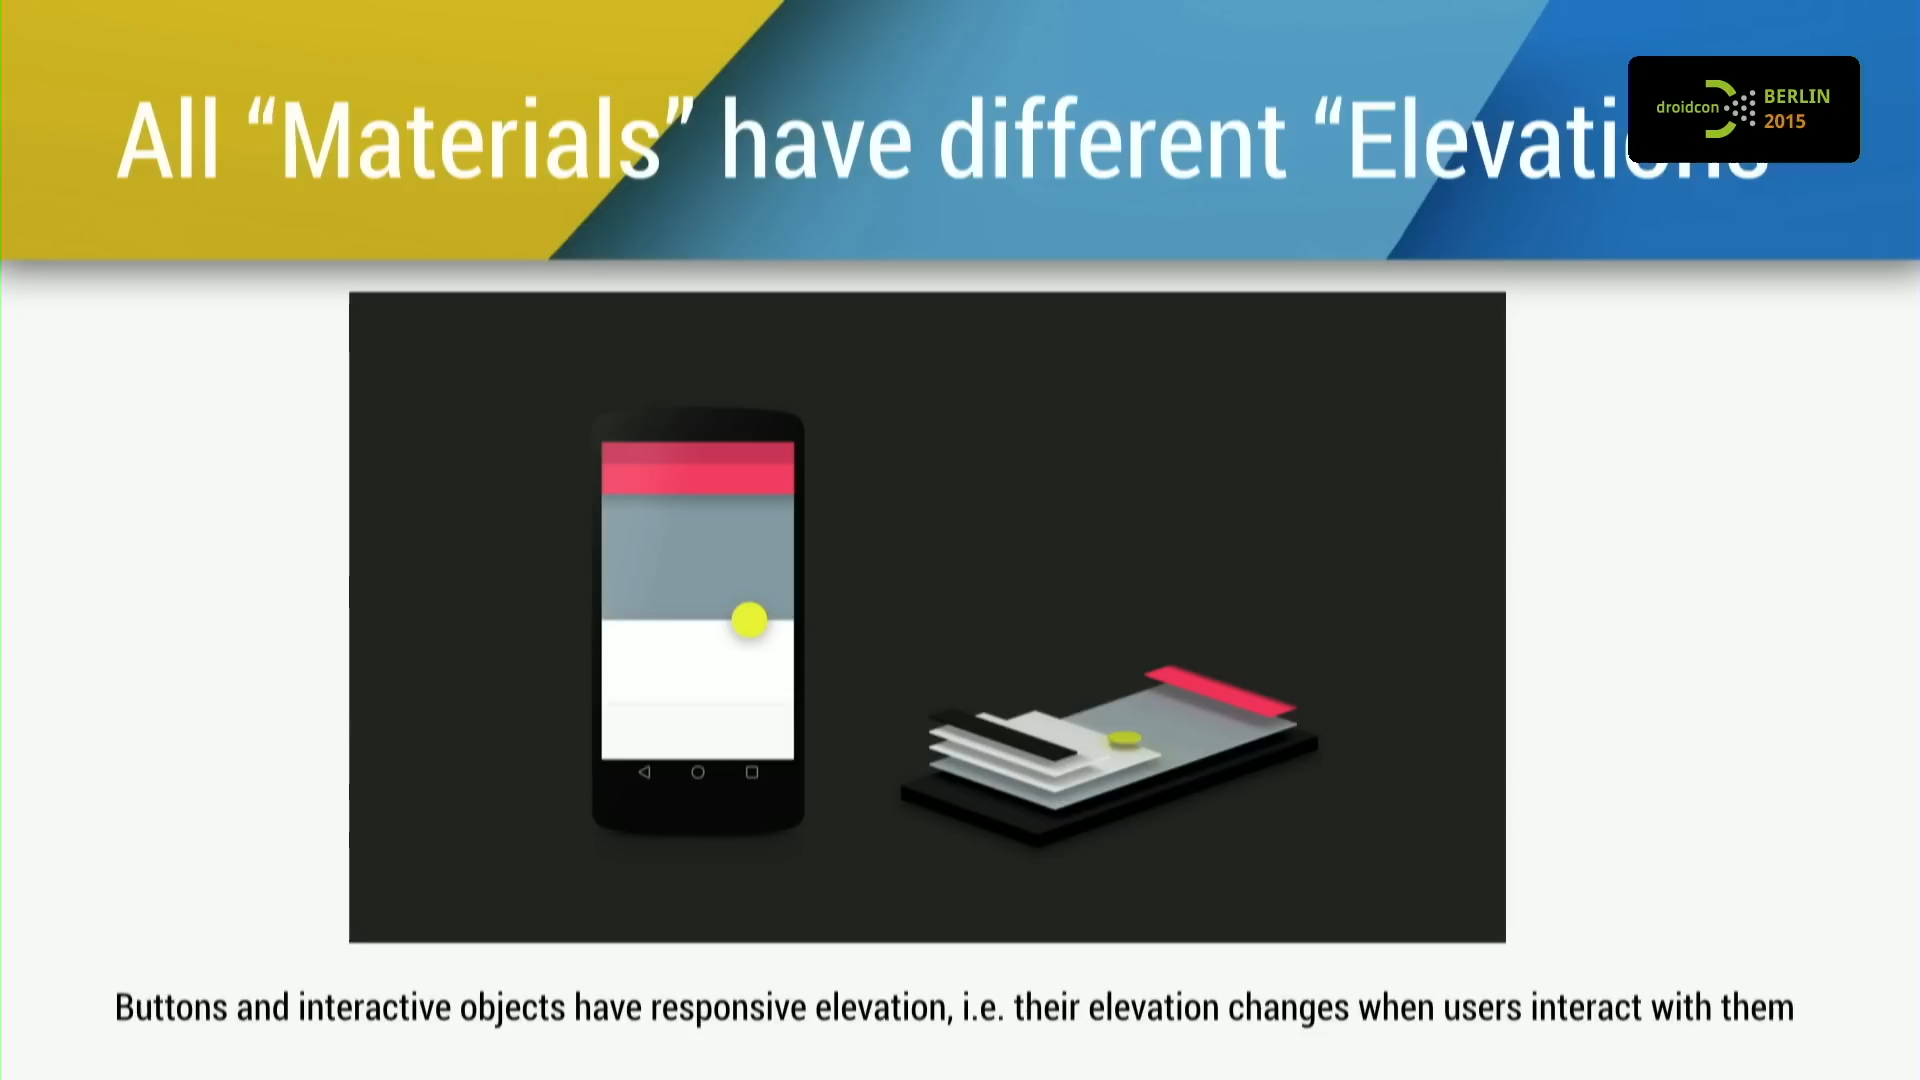 All “Materials” have different “Elevations”
droidcon
BERLIN
2015
Buttons and interactive objects have responsive elevation, i.e. their elevation changes when users interact with them